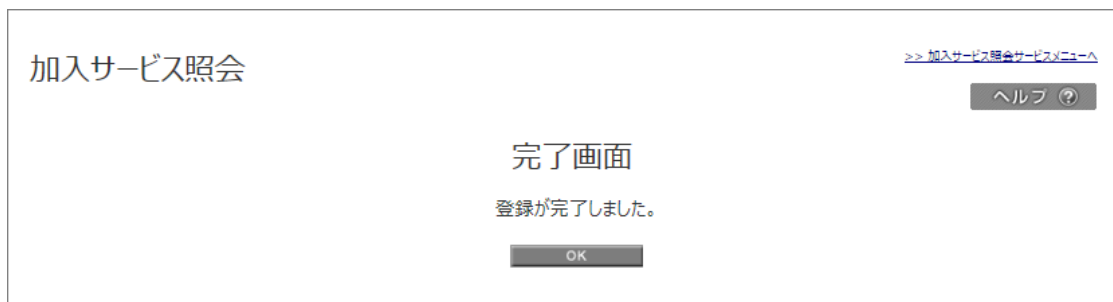 加入サービス照会
>> 加入サービス照会サービスメニューへ
ヘルプ ?
完了画面
登録が完了しました。
OK